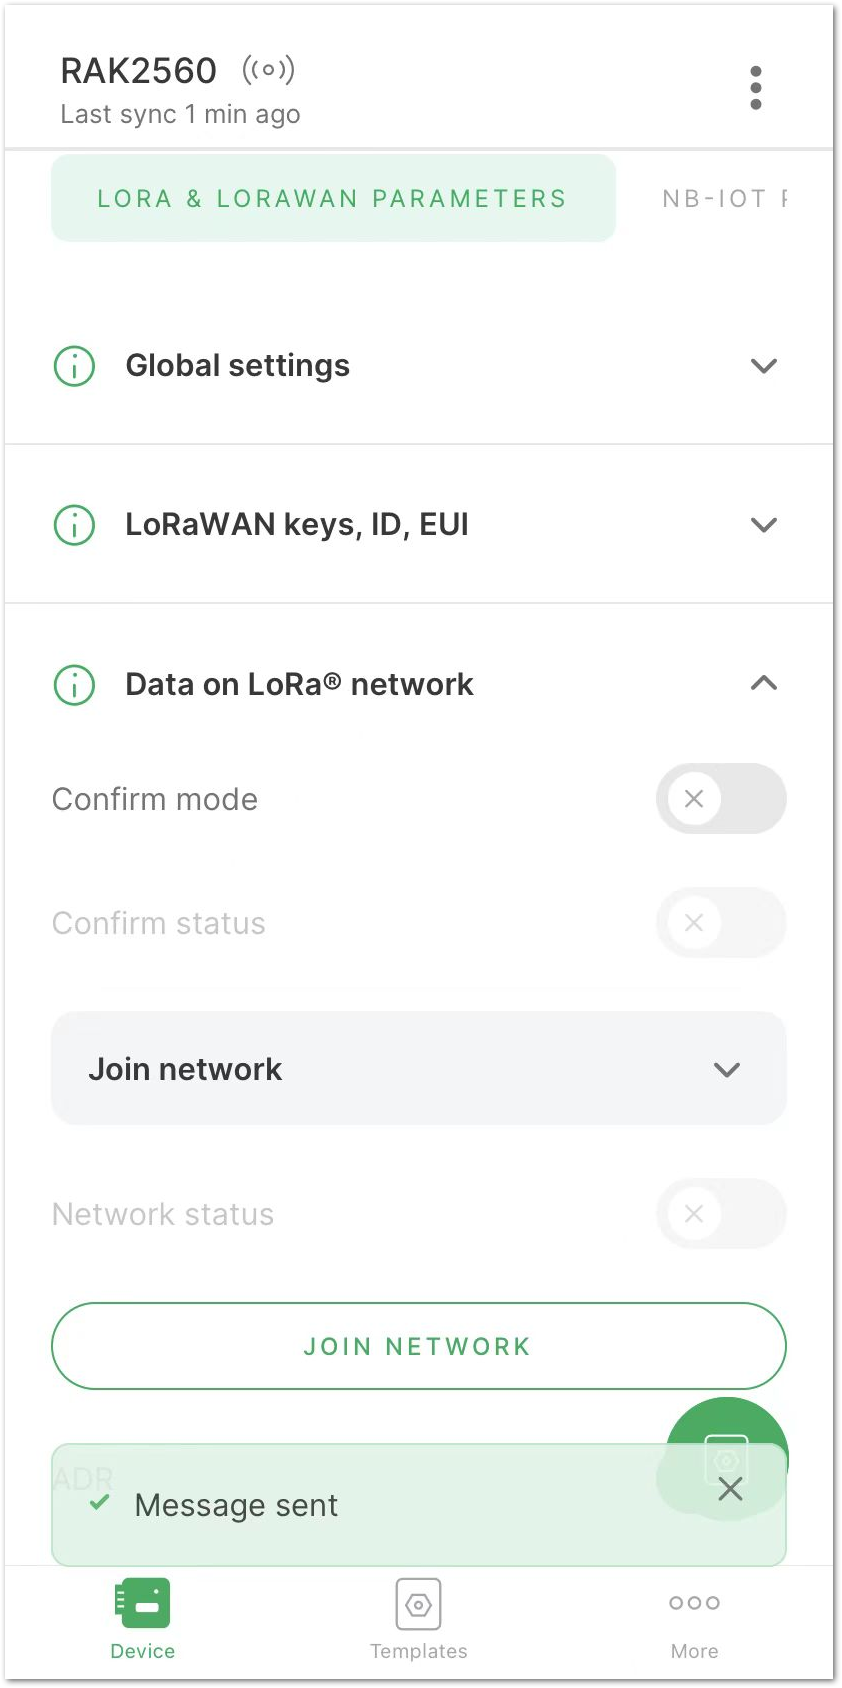 RAK2560
Last sync 1 min ago
LORA & LORAWAN PARAMETERS
NB-IOT
Global settings
LoRaWAN keys, ID, EUI
Data on LoRa® network
Confirm mode
Confirm status
Join network
Network status
JOIN NETWORK
ADR
Message sent
Device
Templates
More